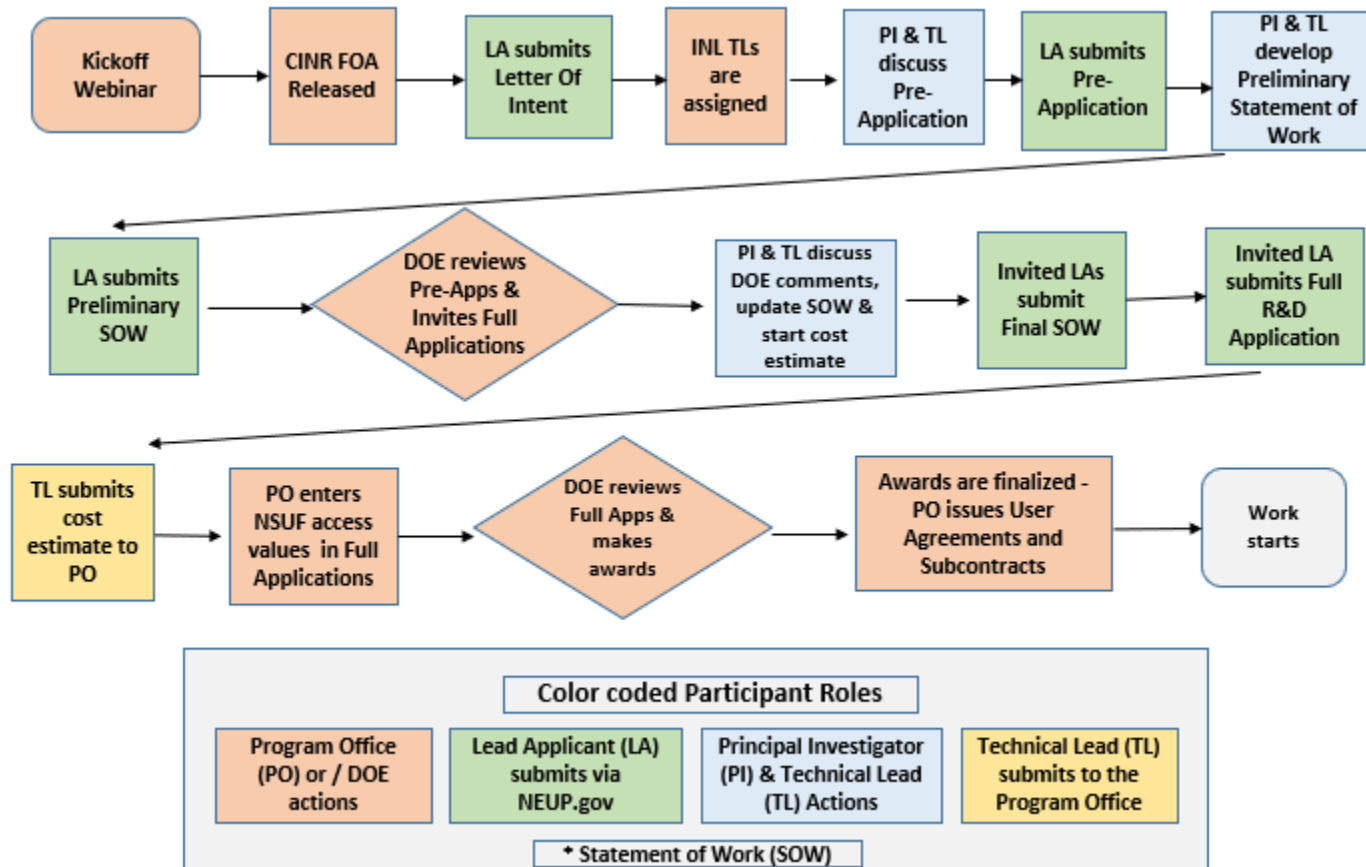 Kickoff
Webinar
CINR FOA
Released
LA submits
Letter Of
Intent
INL TLs
are
assigned
PI & TL
discuss
Pre-
Application
LA submits
Pre-
Application
PI & TL
develop
Preliminary
Statement of
Work
LA submits
Preliminary
SOW
DOE reviews
Pre-Apps &
Invites Full
Applications
PI & TL discuss
DOE comments,
update SOW &
start cost
estimate
Invited LAs
submit
Final SOW
Invited LA
submits Full
R&D
Application
TL submits
cost
estimate to
PO
PO enters
NSUF access
values in Full
Applications
DOE reviews
Full Apps &
makes
awards
Awards are finalized -
PO issues User
Agreements and
Subcontracts
Work
starts
Color coded Participant Roles
Program Office
(PO) or / DOE
actions
Lead Applicant (LA)
submits via
NEUP.gov
Principal Investigator
(PI) & Technical Lead
(TL) Actions
Technical Lead (TL)
submits to the
Program Office
* Statement of Work (SOW)